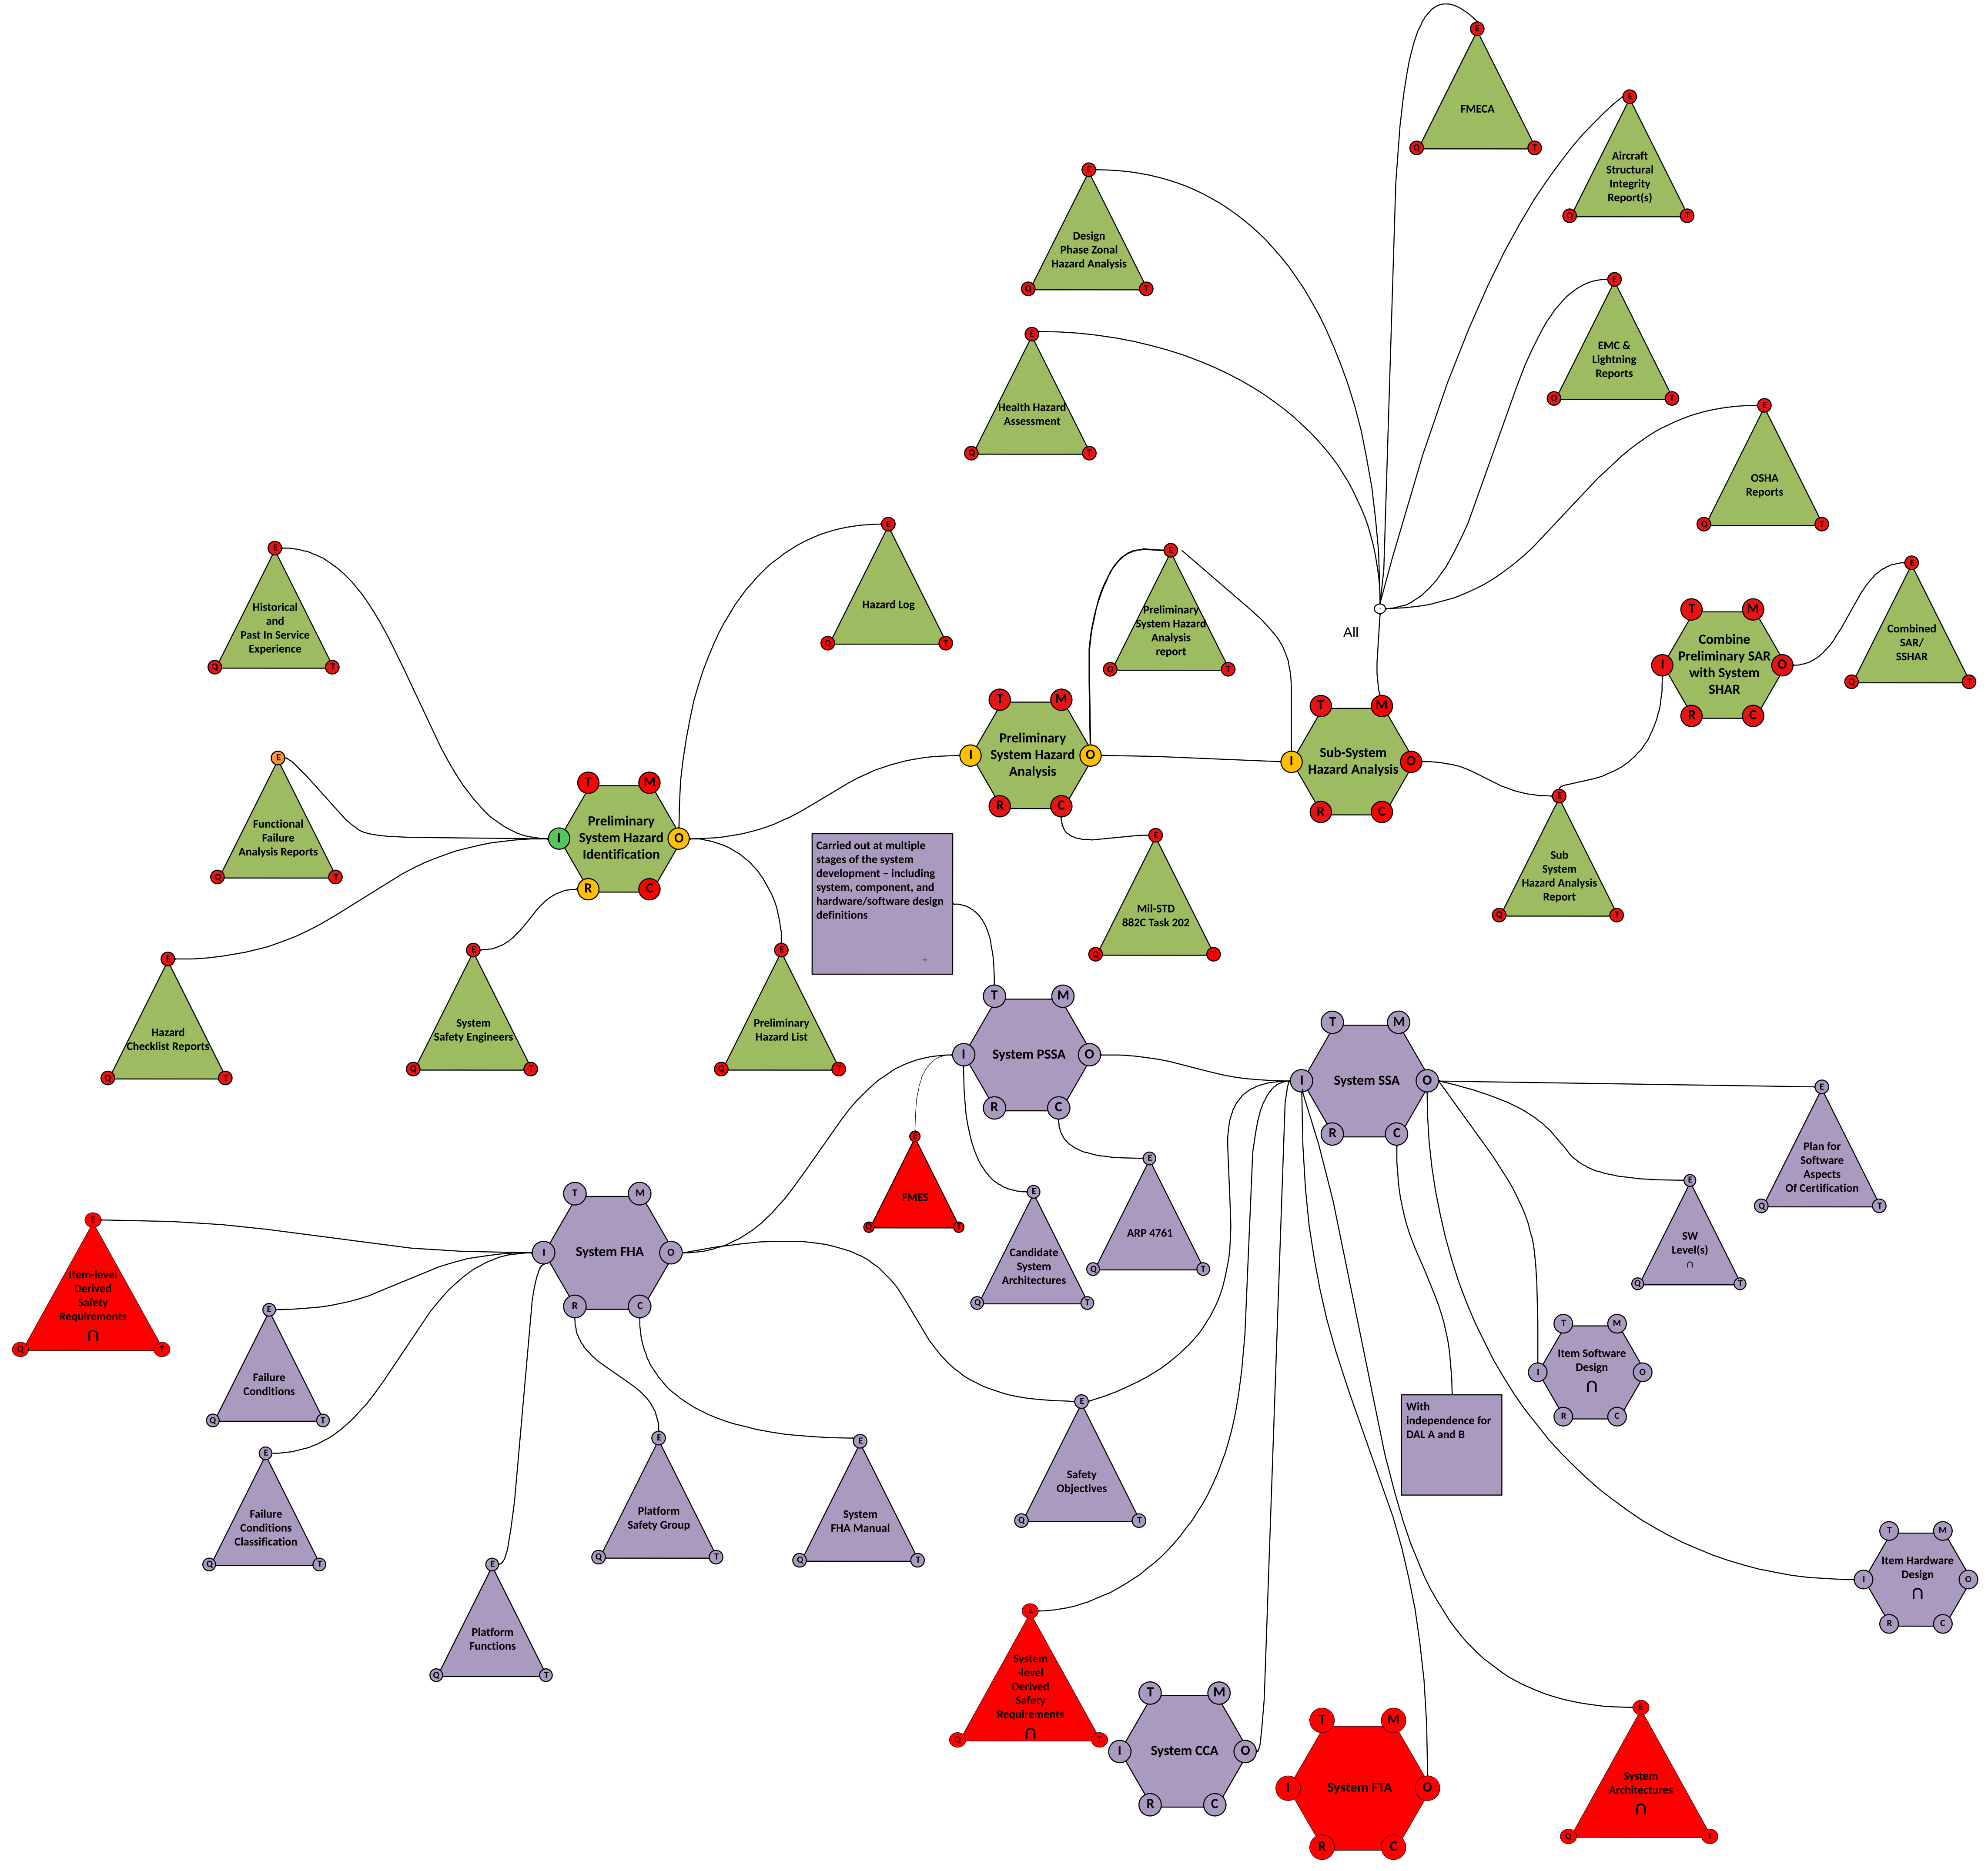 E
FMECA
Q
T
E
Aircraft
Structural
Integrity
Report(s)
Q
T
E
Design
Phase Zonal
Hazard Analysis
Q
T
E
EMC &
Lightning
Reports
Q
T
E
Health Hazard
Assessment
Q
T
E
OSHA
Reports
Q
T
E
Hazard Log
Q
T
E
Historical
and
Past In Service
Experience
Q
T
E
Preliminary
System Hazard
Analysis
report
Q
T
All
T
M
I
Combine
Preliminary SAR
with System
SHAR
O
R
C
E
Combined
SAR/
SSHAR
Q
T
T
M
I
Preliminary
System Hazard
Analysis
O
R
C
T
M
I
Sub-System
Hazard Analysis
O
R
C
E
Functional
Failure
Analysis Reports
Q
T
T
M
I
Preliminary
System Hazard
Identification
O
R
C
Carried out at multiple
stages of the system
development – including
system, component, and
hardware/software design
definitions
~
E
Mil-STD
882C Task 202
Q
T
E
Sub
System
Hazard Analysis
Report
Q
T
E
Hazard
Checklist Reports
Q
T
E
System
Safety Engineers
Q
T
E
Preliminary
Hazard List
Q
T
T
M
I
System PSSA
O
R
C
T
M
I
System SSA
O
R
C
E
Plan for
Software
Aspects
Of Certification
Q
T
E
FMES
Q
T
E
Candidate
System
Architectures
Q
T
E
ARP 4761
Q
T
E
SW
Level(s)
∩
Q
T
E
Item-level
Derived
Safety
Requirements
∩
Q
T
T
M
I
System FHA
O
R
C
E
Failure
Conditions
Q
T
T
M
I
Item Software
Design
∩
O
R
C
E
Failure
Conditions
Classification
Q
T
E
Platform
Safety Group
Q
T
E
System
FHA Manual
Q
T
E
Safety
Objectives
Q
T
With
independence for
DAL A and B
E
Platform
Functions
Q
T
T
M
I
Item Hardware
Design
∩
O
R
C
E
System
-level
Derived
Safety
Requirements
∩
Q
T
T
M
I
System CCA
O
R
C
T
M
I
System FTA
O
R
C
E
System
Architectures
∩
Q
T